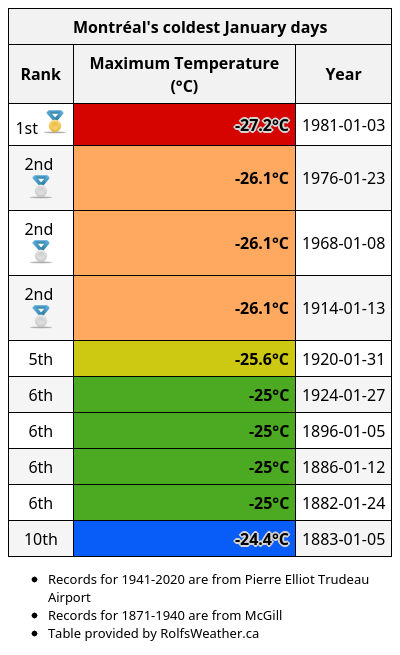 Montréal's coldest January days
Rank
Maximum Temperature
(°C)
Year
1st
-27.2°C
1981-01-03
2nd
-26.1°C
1976-01-23
2nd
-26.1°C
1968-01-08
2nd
-26.1°C
1914-01-13
5th
-25.6°C
1920-01-31
6th
-25°C
1924-01-27
6th
-25°C
1896-01-05
6th
-25°C
1886-01-12
6th
-25°C
1882-01-24
10th
-24.4°C
1883-01-05
Records for 1941-2020 are from Pierre Elliot Trudeau
Airport
Records for 1871-1940 are from McGill
Table provided by RolfsWeather.ca